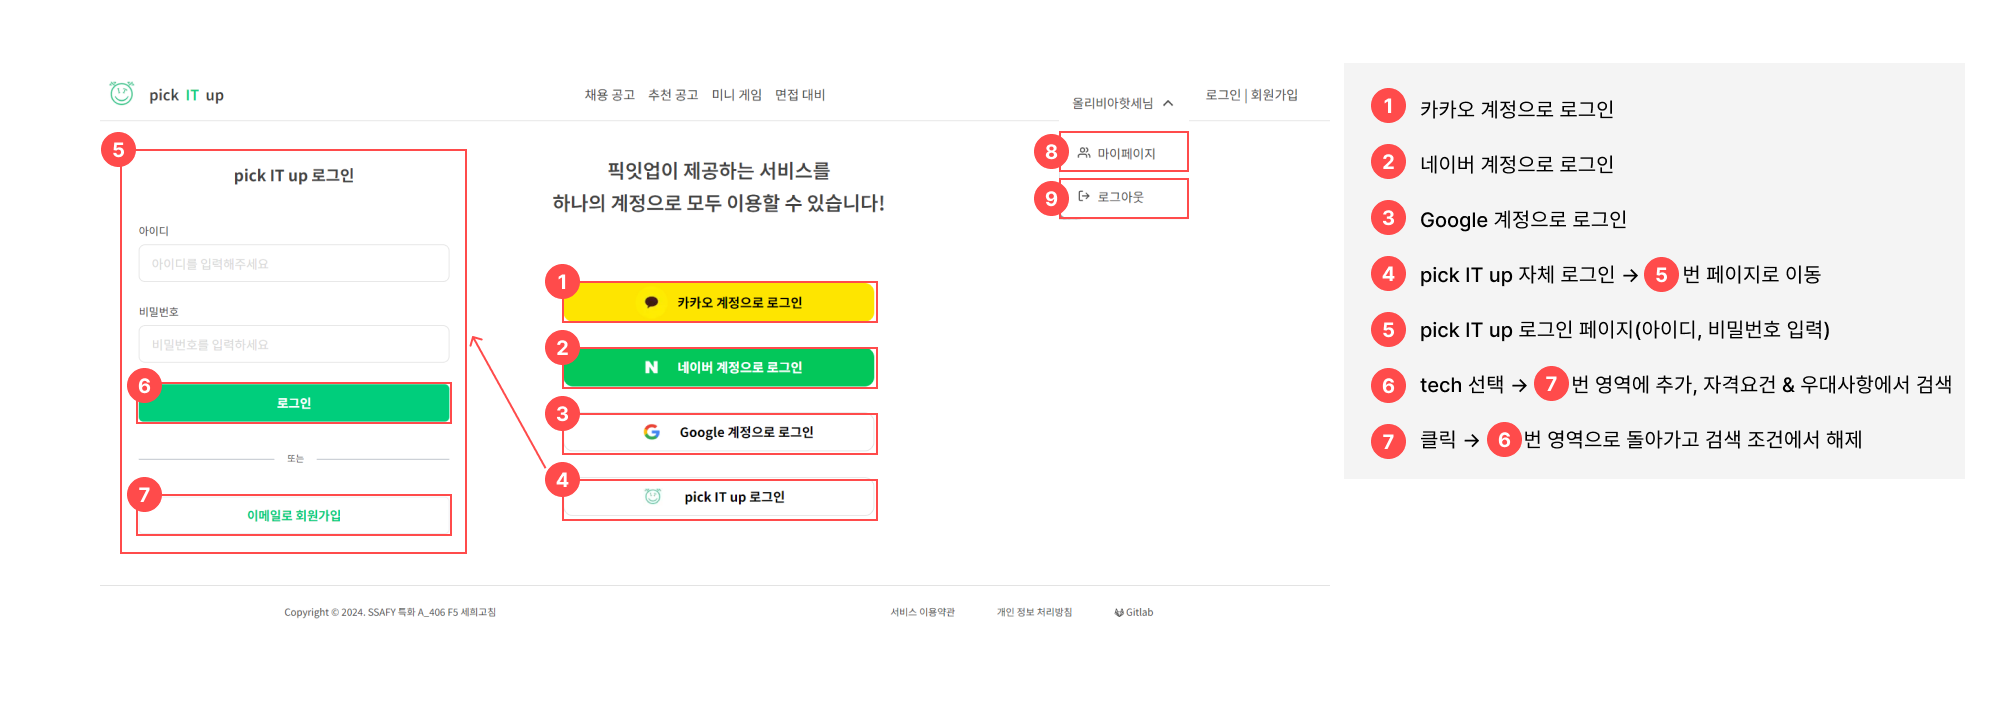 pick IT up
채용 공고 추천 공고 미니 게임 면접 대비
올리비아핫세님
로그인 | 회원가입
5
pick IT up 로그인
아이디
아이디를 입력해주세요
비밀번호
비밀번호를 입력하세요
6
로그인
또는
7
이메일로 회원가입
픽잇업이 제공하는 서비스를
하나의 계정으로 모두 이용할 수 있습니다!
1
카카오 계정으로 로그인
2
N 네이버 계정으로 로그인
3
G Google 계정으로 로그인
4
pick IT up 로그인
8
마이페이지
9
로그아웃
1 카카오 계정으로 로그인
2 네이버 계정으로 로그인
3 Google 계정으로 로그인
4 pick IT up 자체 로그인 → 5 번 페이지로 이동
5 pick IT up 로그인 페이지(아이디, 비밀번호 입력)
6 tech 선택 → 7 번 영역에 추가, 자격요건 & 우대사항에서 검색
7 클릭 → 6 번 영역으로 돌아가고 검색 조건에서 해제
Copyright © 2024. SSAFY 특화 A_406 F5 세희고침
서비스 이용약관
개인 정보 처리방침
Gitlab